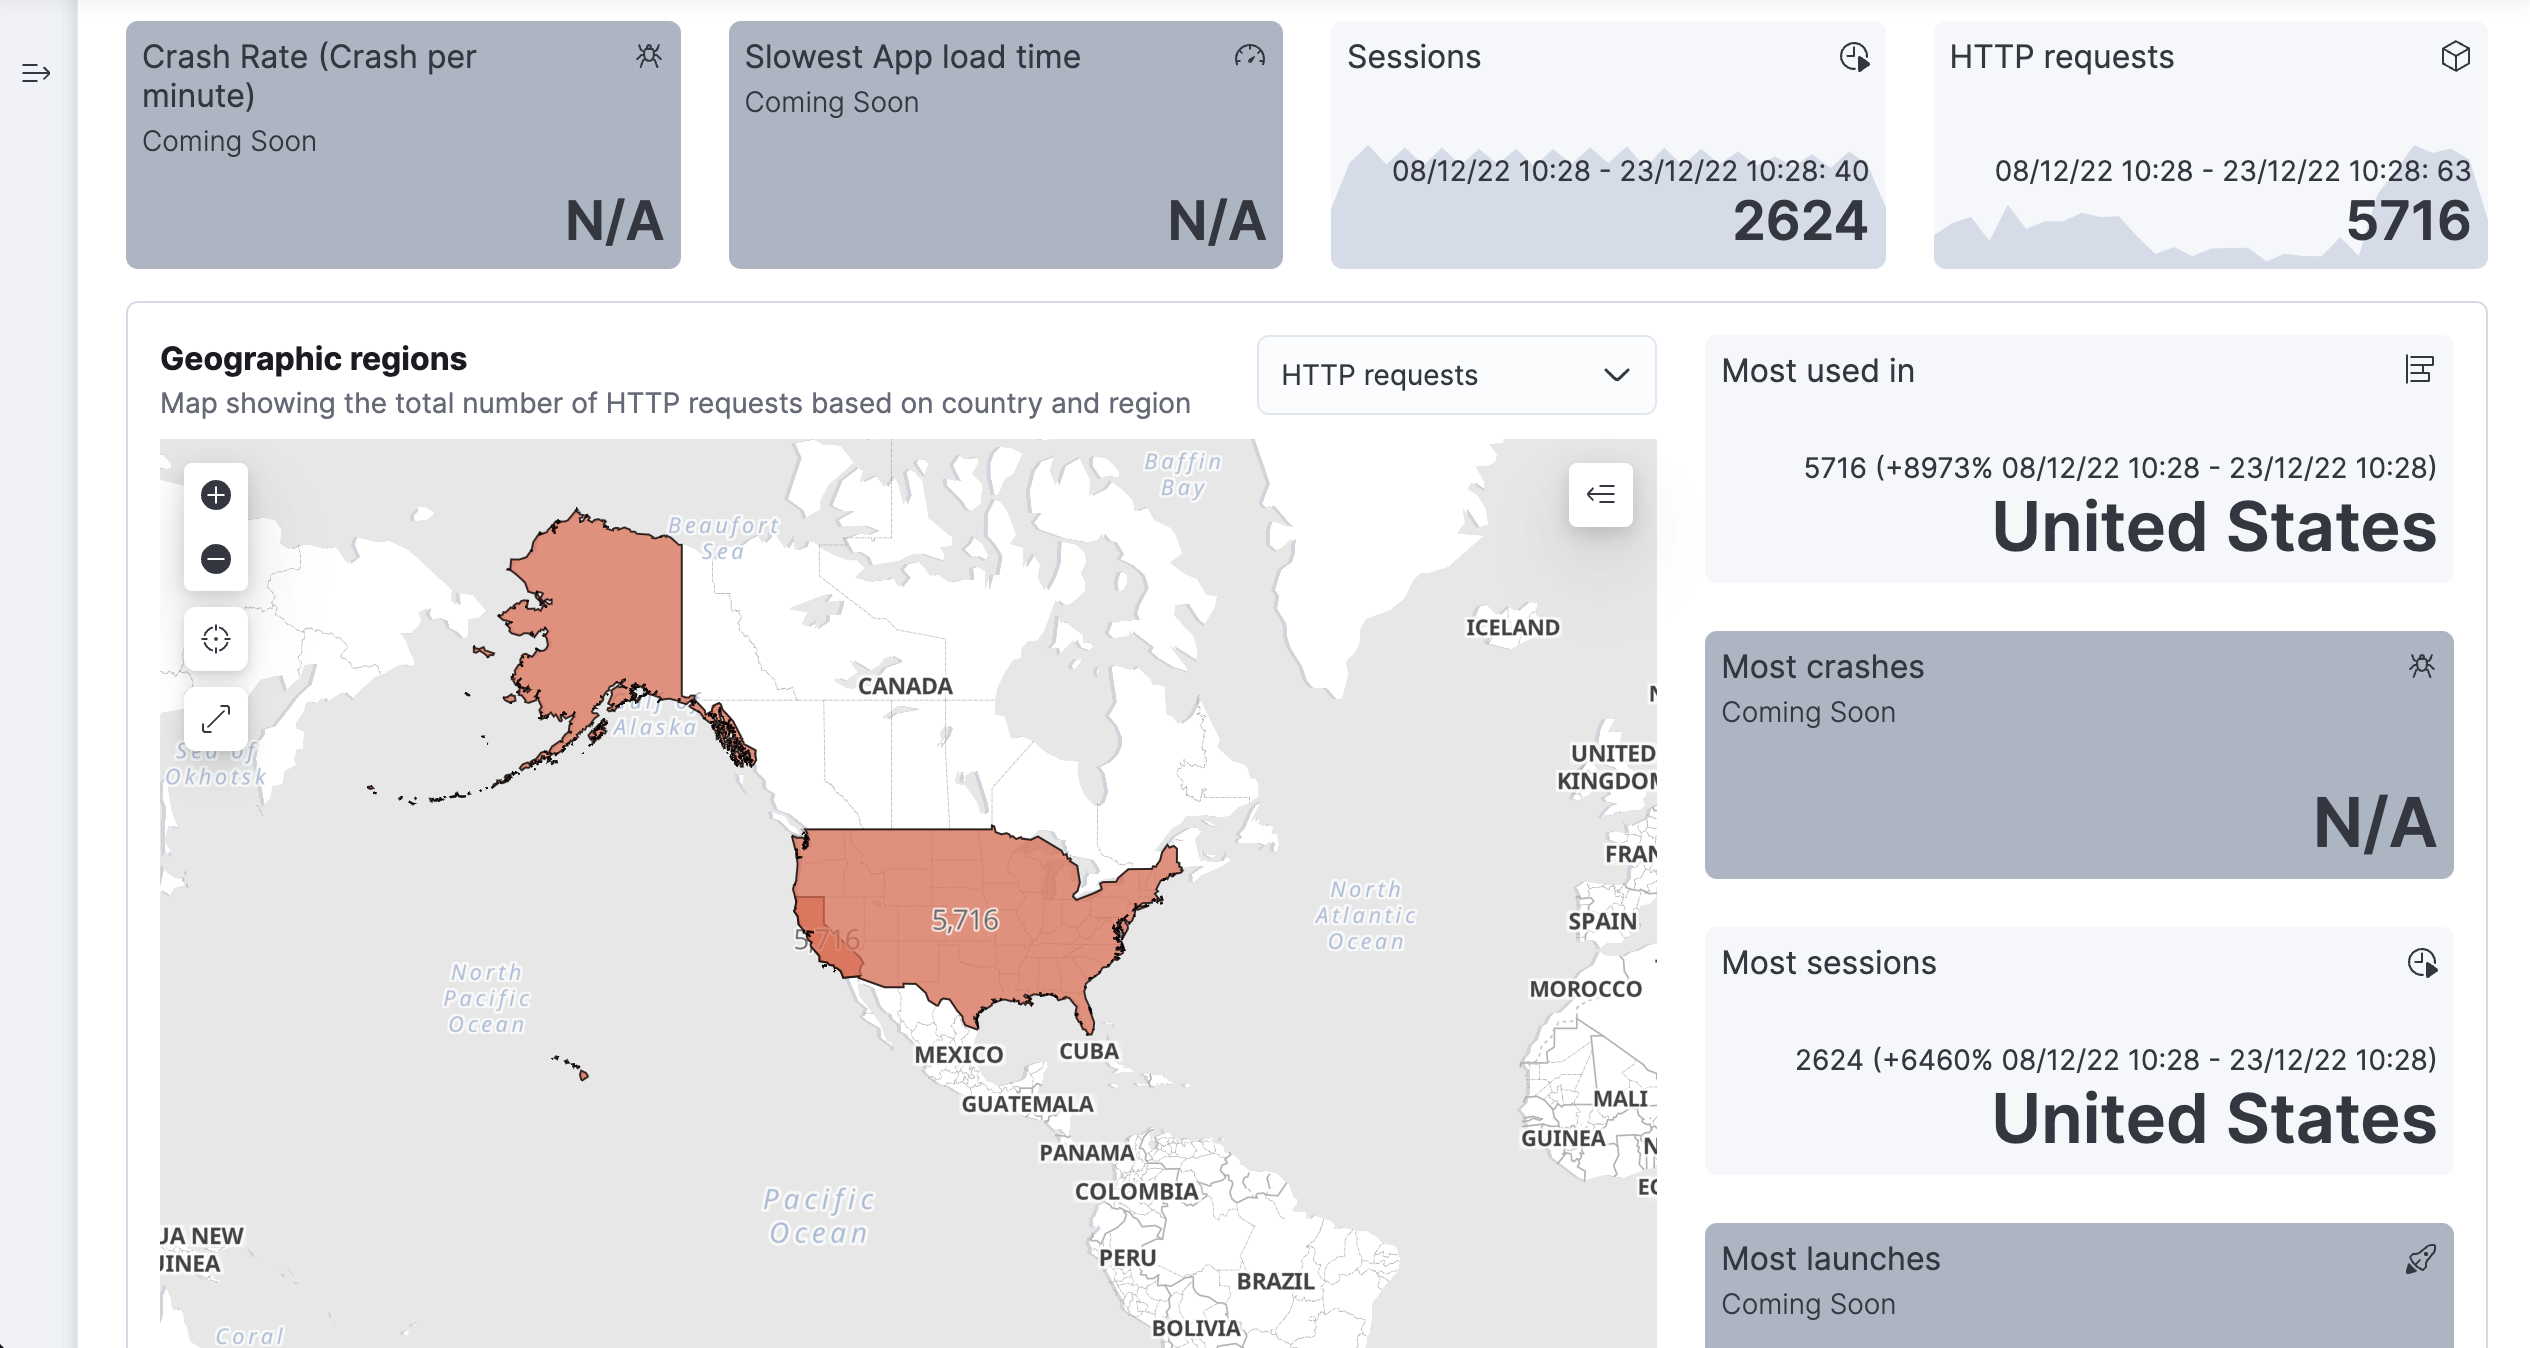 Crash Rate (Crash per
minute)
Coming Soon
N/A
Slowest App load time
Coming Soon
N/A
Sessions
08/12/22 10:28 - 23/12/22 10:28: 40
2624
HTTP requests
08/12/22 10:28 - 23/12/22 10:28: 63
5716
Geographic regions
Map showing the total number of HTTP requests based on country and region
HTTP requests
Baffin
Bay
Beaufort
Sea
ICELAND
CANADA
Gulf of
Alaska
Sea of
Okhotsk
UNITED
KINGDOM
FRAN
5,716
5,716
North
Atlantic
Ocean
SPAIN
North
Pacific
Ocean
MOROCCO
MEXICO
CUBA
GUATEMALA
MALI
GUINEA
N
PANAMA
COLOMBIA
EC
Pacific
Ocean
UA NEW
UINEA
PERU
BRAZIL
BOLIVIA
Coral
Most used in
5716 (+8973% 08/12/22 10:28 - 23/12/22 10:28)
United States
Most crashes
Coming Soon
N/A
Most sessions
2624 (+6460% 08/12/22 10:28 - 23/12/22 10:28)
United States
Most launches
Coming Soon